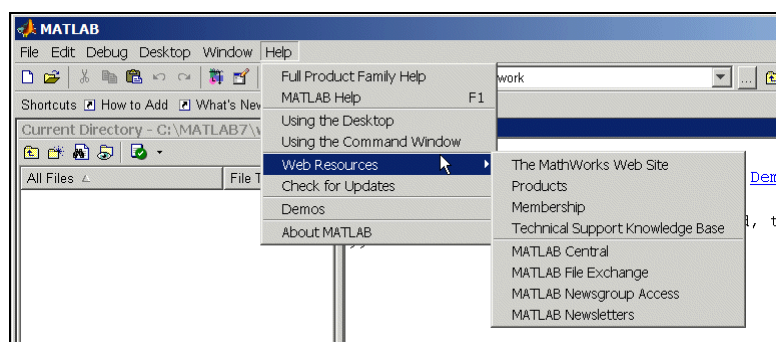 MATLAB
File Edit Debug Desktop Window Help
work
...
Shortcuts How to Add What's New
Current Directory - C:\MATLAB7\
All Files
File T
Full Product Family Help
MATLAB Help F1
Using the Desktop
Using the Command Window
Web Resources
Check for Updates
Demos
About MATLAB
The MathWorks Web Site
Products
Membership
Technical Support Knowledge Base
MATLAB Central
MATLAB File Exchange
MATLAB Newsgroup Access
MATLAB Newsletters
Dem
, t